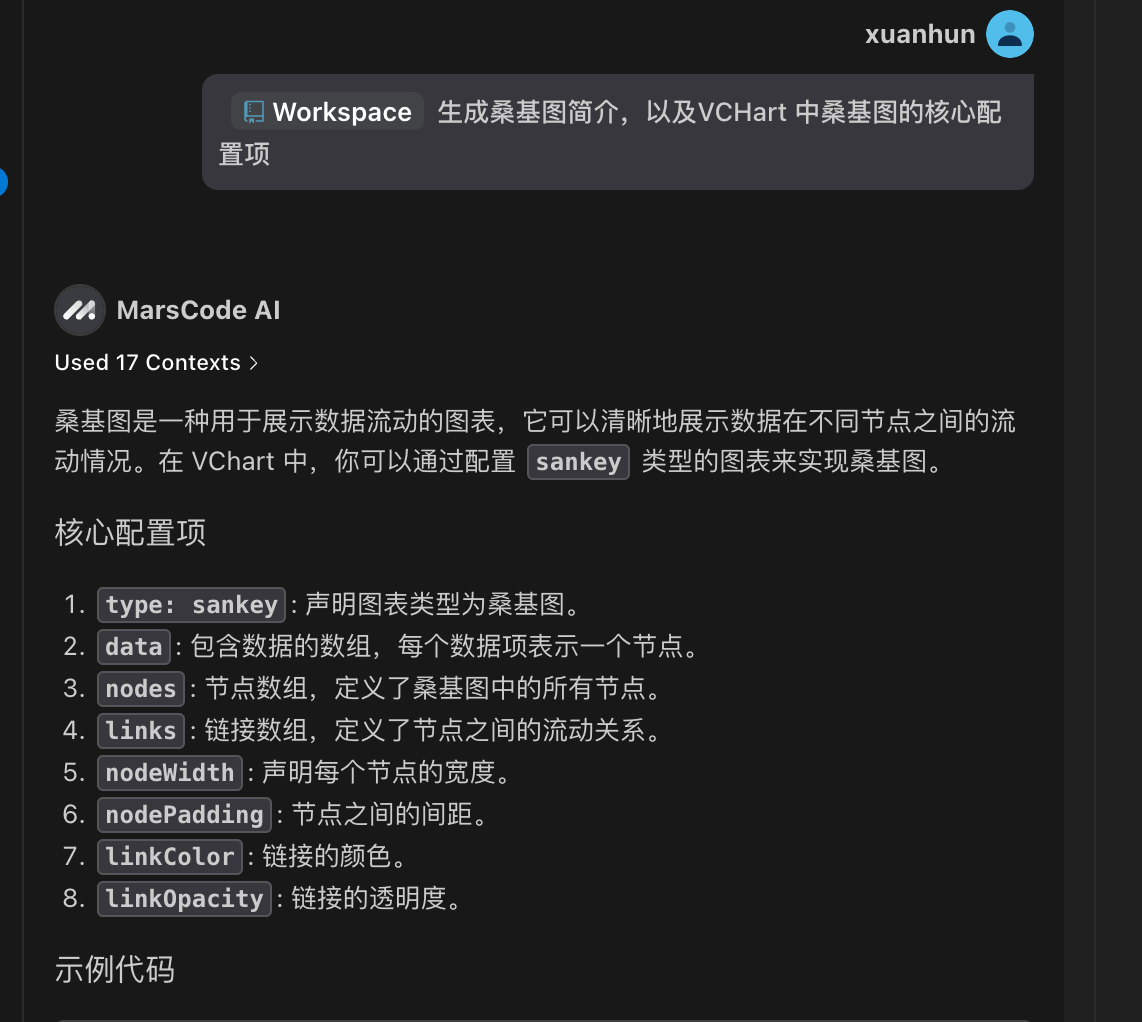 xuanhun
Workspace 生成桑基图简介，以及VChart 中桑基图的核心配
置项
MarsCode AI
Used 17 Contexts >
桑基图是一种用于展示数据流动的图表，它可以清晰地展示数据在不同节点之间的流
动情况。在 VChart 中，你可以通过配置 sankey 类型的图表来实现桑基图。
核心配置项
1. type: sankey : 声明图表类型为桑基图。
2. data : 包含数据的数组，每个数据项表示一个节点。
3. nodes : 节点数组，定义了桑基图中的所有节点。
4. links : 链接数组，定义了节点之间的流动关系。
5. nodeWidth : 声明每个节点的宽度。
6. nodePadding : 节点之间的间距。
7. linkColor : 链接的颜色。
8. linkOpacity : 链接的透明度。
示例代码